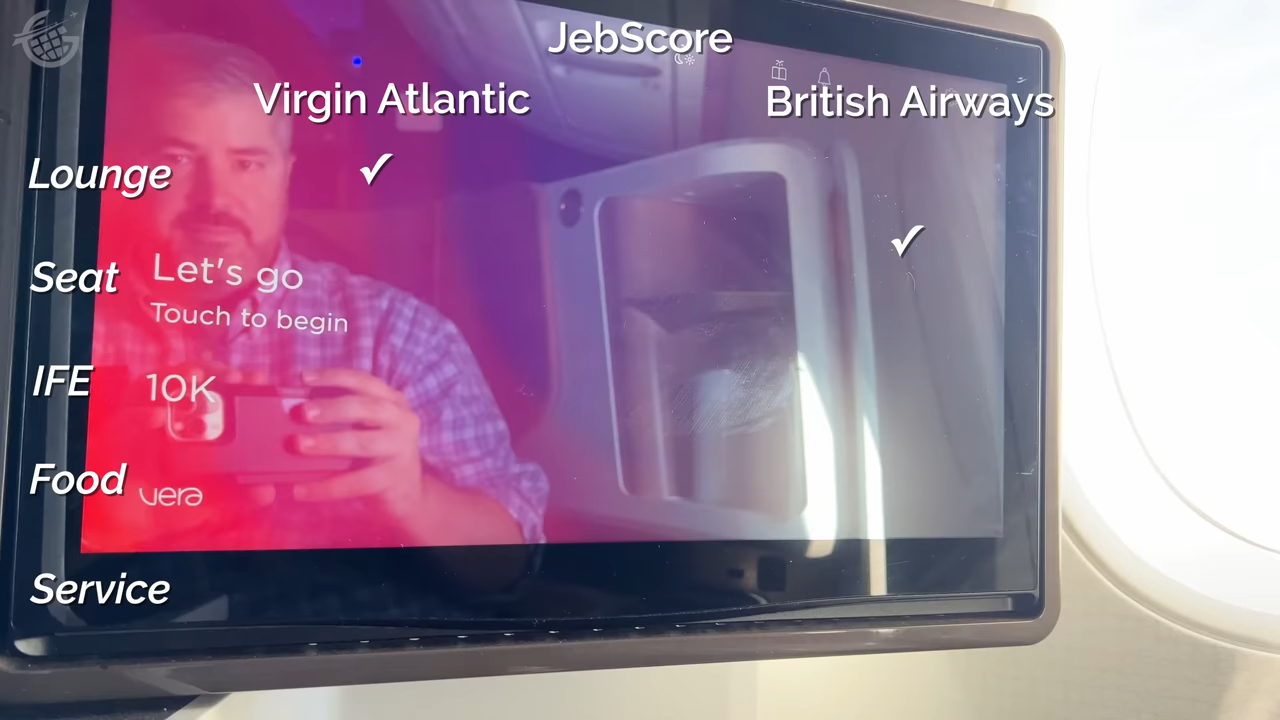 JebScore
Virgin Atlantic
British Airways
Lounge ✓
Seat ✓
Let's go
Touch to begin
IFE
10K
Food
vera
Service